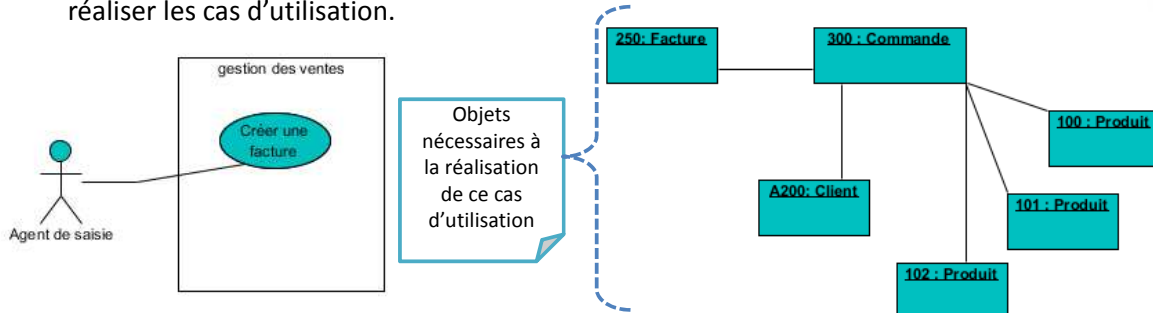 réaliser les cas d’utilisation.
gestion des ventes
Créer une
facture
Agent de saisie
Objets
nécessaires à
la réalisation
de ce cas
d’utilisation
250: Facture
300 : Commande
100 : Produit
A200: Client
101 : Produit
102 : Produit